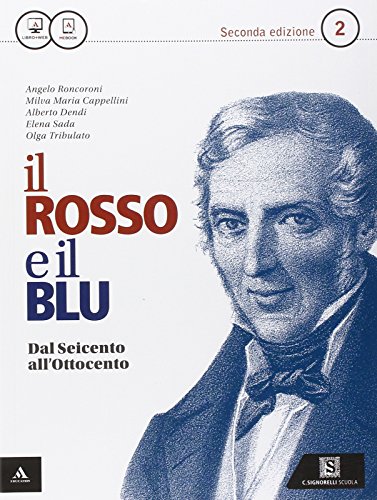 LIBRO+WEB
MEBOOK
Seconda edizione 2
Angelo Roncoroni
Milva Maria Cappellini
Alberto Dendi
Elena Sada
Olga Tribulato
il
ROSSO
e il
BLU
Dal Seicento
all'Ottocento
A
EDUCATION
S
C. SIGNORELLI SCUOLA